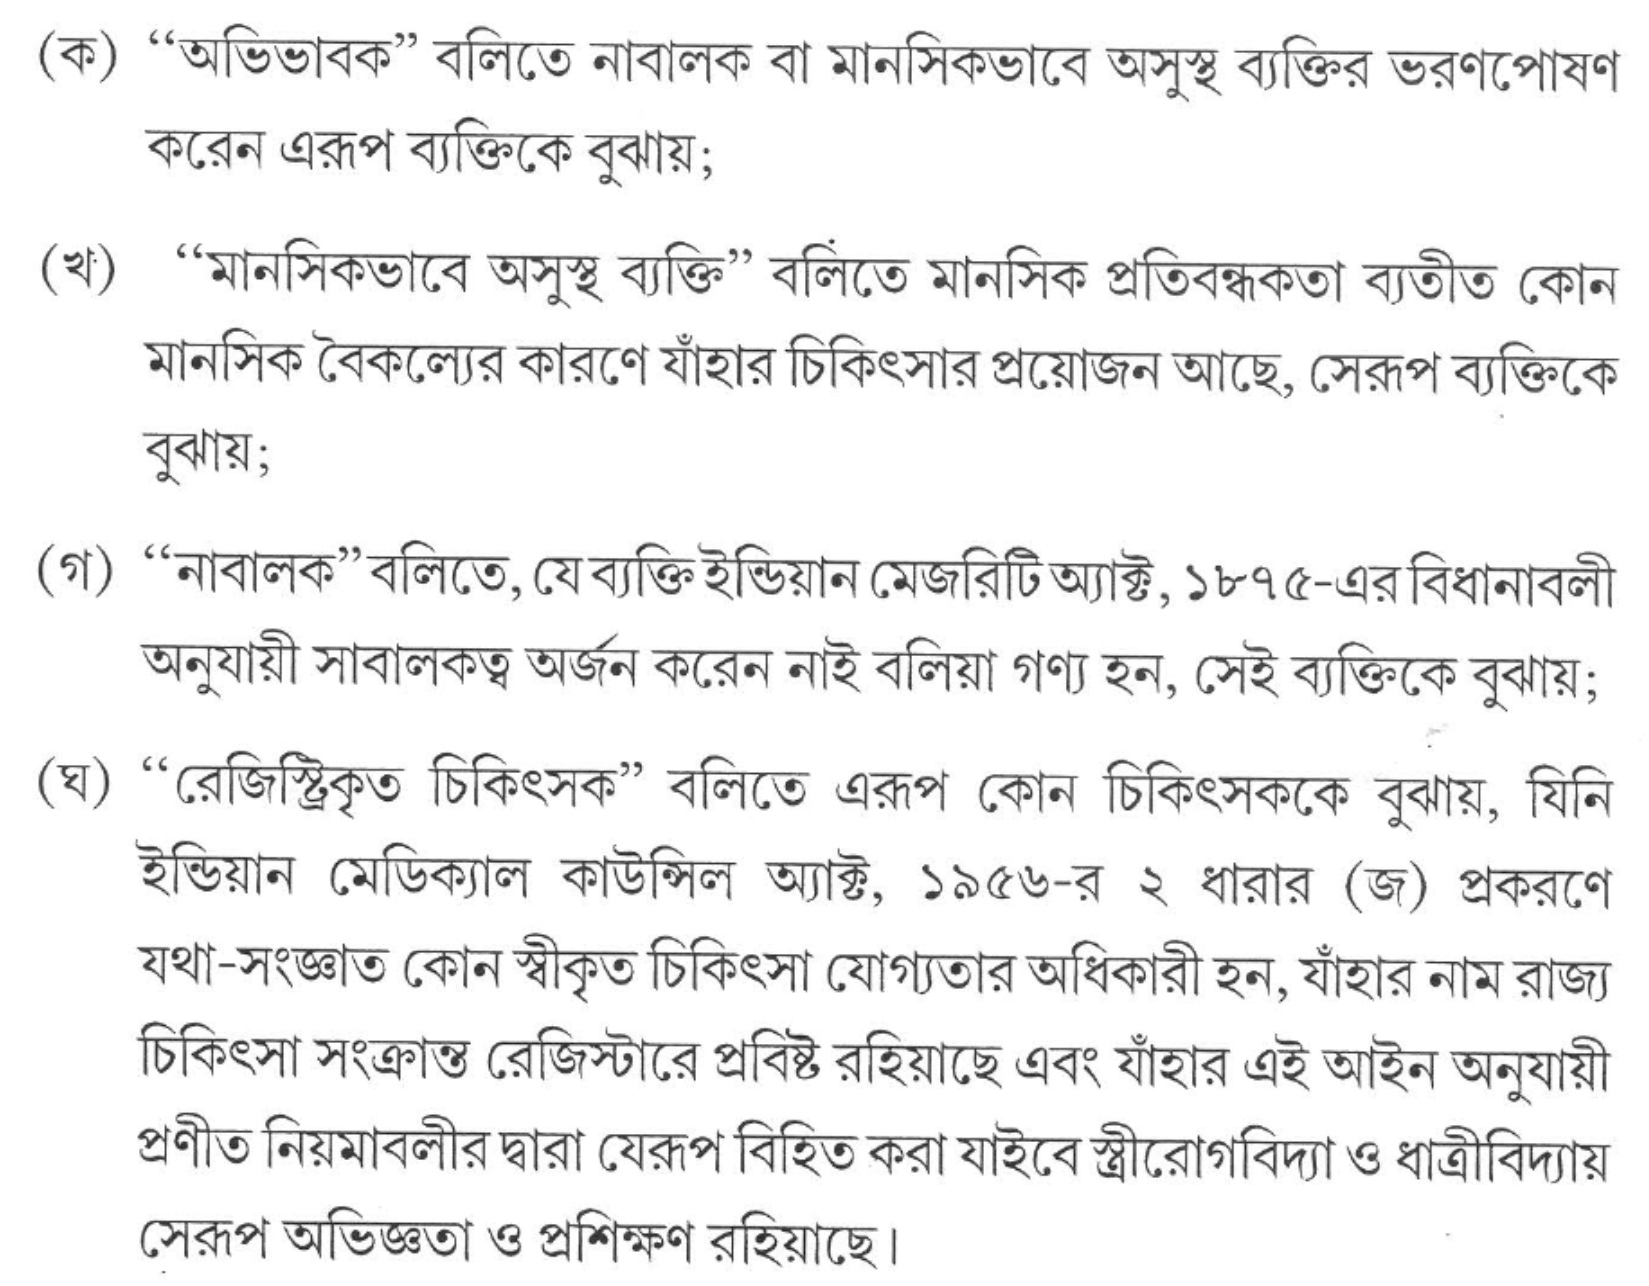 (ক) “অভিভাবক” বলিতে নাবালক বা মানসিকভাবে অসুস্থ ব্যক্তির ভরণপোষণ
করেন এরূপ ব্যক্তিকে বুঝায়;
(খ) “মানসিকভাবে অসুস্থ ব্যক্তি” বলিতে মানসিক প্রতিবন্ধকতা ব্যতীত কোন
মানসিক বৈকল্যের কারণে যাঁহার চিকিৎসার প্রয়োজন আছে, সেরূপ ব্যক্তিকে
বুঝায়;
(গ) “নাবালক” বলিতে, যে ব্যক্তি ইন্ডিয়ান মেজরিটি অ্যাক্ট, ১৮৭৫-এর বিধানাবলী
অনুযায়ী সাবালকত্ব অর্জন করেন নাই বলিয়া গণ্য হন, সেই ব্যক্তিকে বুঝায়;
(ঘ) “রেজিস্ট্রিকৃত চিকিৎসক” বলিতে এরূপ কোন চিকিৎসককে বুঝায়, যিনি
ইন্ডিয়ান মেডিক্যাল কাউন্সিল অ্যাক্ট, ১৯৫৬-র ২ ধারার (জ) প্রকরণে
যথা-সংজ্ঞাত কোন স্বীকৃত চিকিৎসা যোগ্যতার অধিকারী হন, যাঁহার নাম রাজ্য
চিকিৎসা সংক্রান্ত রেজিস্টারে প্রবিষ্ট রহিয়াছে এবং যাঁহার এই আইন অনুযায়ী
প্রণীত নিয়মাবলীর দ্বারা যেরূপ বিহিত করা যাইবে স্ত্রীরোগবিদ্যা ও ধাত্রীবিদ্যায়
সেরূপ অভিজ্ঞতা ও প্রশিক্ষণ রহিয়াছে।